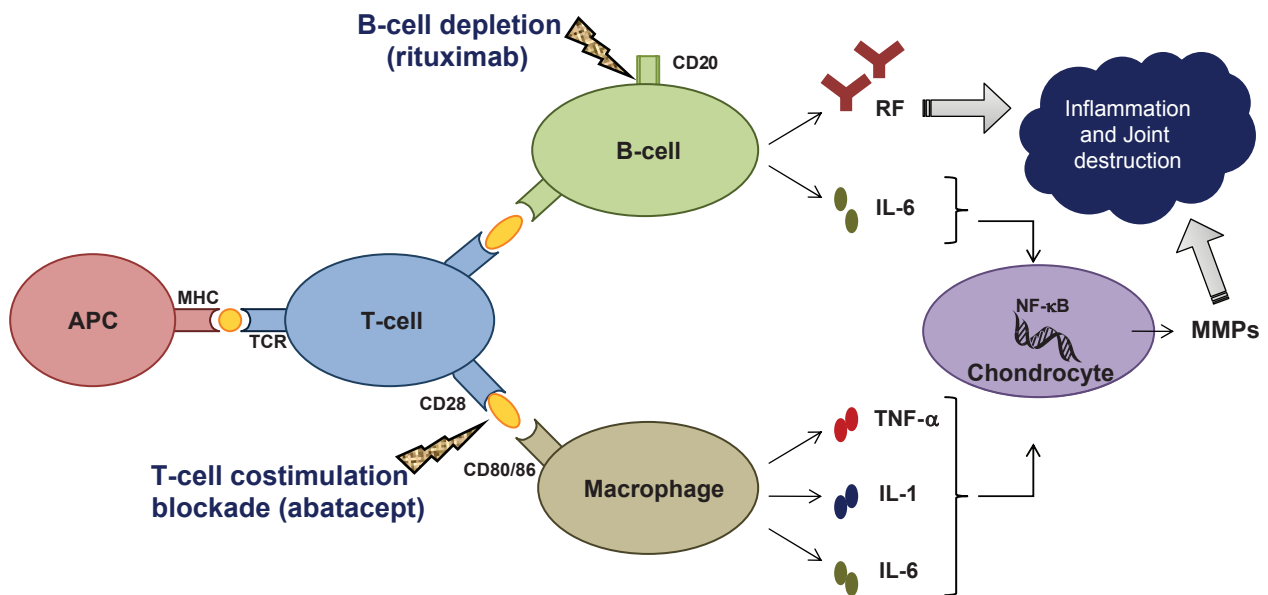 B-cell depletion
(rituximab)
CD20
B-cell
RF
Inflammation
and Joint
destruction
IL-6
MHC
APC
TCR
T-cell
NF-κB
Chondrocyte
MMPs
CD28
CD80/86
T-cell costimulation
blockade (abatacept)
Macrophage
TNF-α
IL-1
IL-6